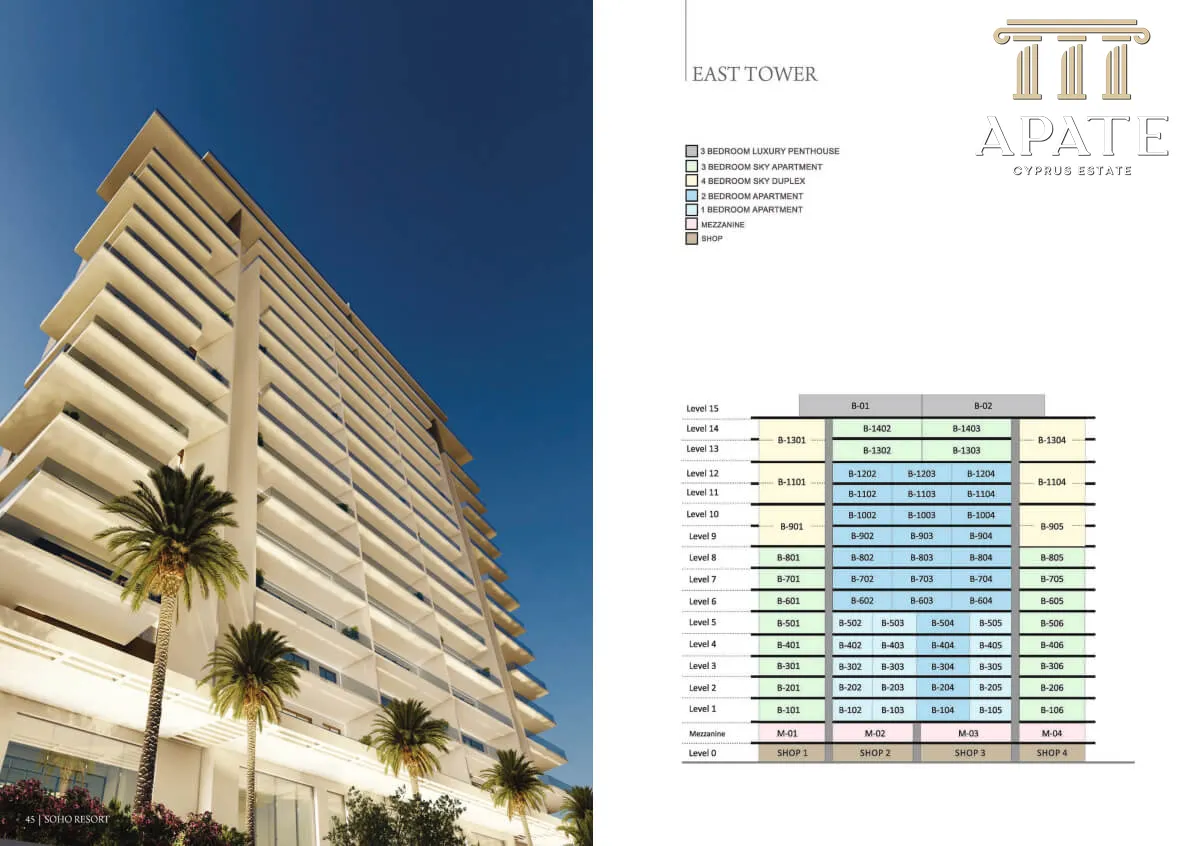 EAST TOWER
APATE
CYPRUS ESTATE
3 BEDROOM LUXURY PENTHOUSE
3 BEDROOM SKY APARTMENT
4 BEDROOM SKY DUPLEX
2 BEDROOM APARTMENT
1 BEDROOM APARTMENT
MEZZANINE
SHOP
Level 15 B-01 B-02
Level 14 B-1402 B-1403
B-1301 B-1304
Level 13 B-1302 B-1303
Level 12 B-1202 B-1203 B-1204
B-1101 B-1104
Level 11 B-1102 B-1103 B-1104
Level 10 B-1002 B-1003 B-1004
B-901 B-905
Level 9 B-902 B-903 B-904
Level 8 B-801 B-802 B-803 B-804 B-805
Level 7 B-701 B-702 B-703 B-704 B-705
Level 6 B-601 B-602 B-603 B-604 B-605
Level 5 B-501 B-502 B-503 B-504 B-505 B-506
Level 4 B-401 B-402 B-403 B-404 B-405 B-406
Level 3 B-301 B-302 B-303 B-304 B-305 B-306
Level 2 B-201 B-202 B-203 B-204 B-205 B-206
Level 1 B-101 B-102 B-103 B-104 B-105 B-106
Mezzanine M-01 M-02 M-03 M-04
Level 0 SHOP 1 SHOP 2 SHOP 3 SHOP 4
45 | SOHO RESORT